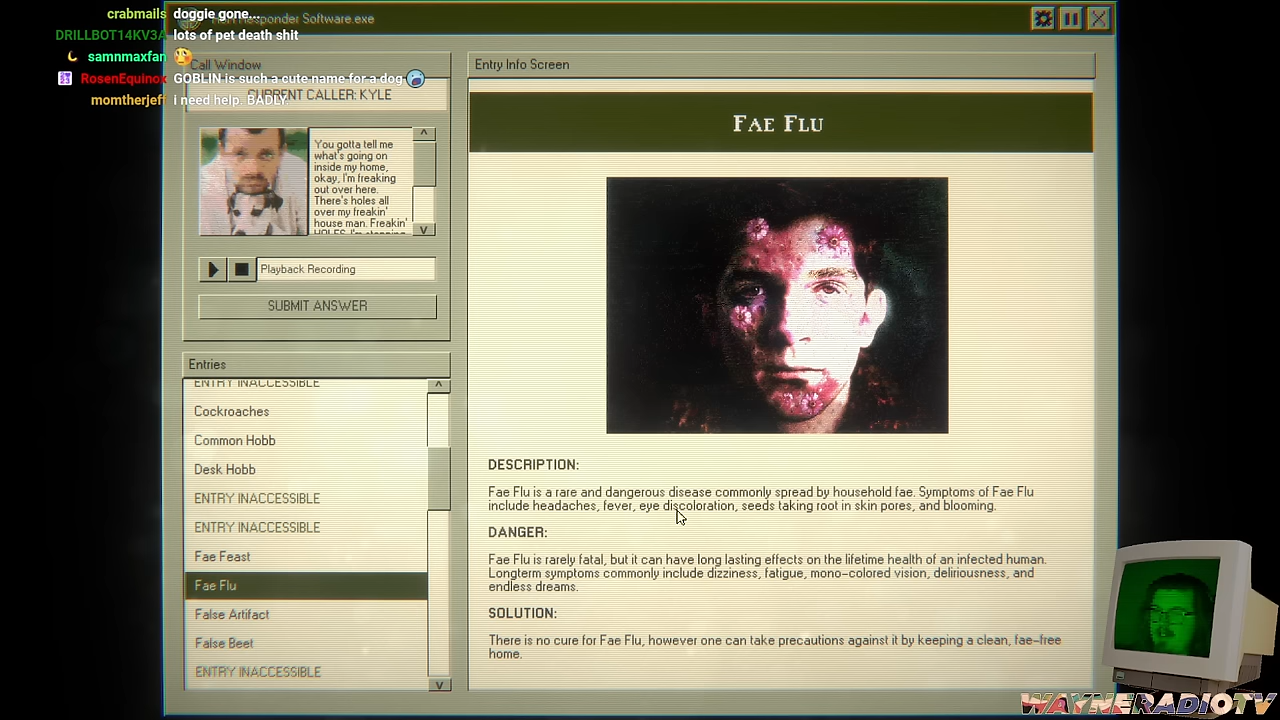 crabmails doggie gone...
Responder Software.exe
DRILLBOT14KV3A lots of pet death shit
samnmaxfan
Call Window
RosenEquinox GOBLIN is such a cute name for a dog
momtherjeff i need help BADLY
CURRENT CALLER: KYLE
You gotta tell me
what's going on
inside my home,
okay, I'm freaking
out over here.
There's holes all
over my freakin'
house man. Freakin'
Playback Recording
SUBMIT ANSWER
Entries
ENTRY INACCESSIBLE
Cockroaches
Common Hobb
Desk Hobb
ENTRY INACCESSIBLE
ENTRY INACCESSIBLE
Fae Feast
Fae Flu
False Artifact
False Beet
ENTRY INACCESSIBLE
Entry Info Screen
FAE FLU
DESCRIPTION:
Fae Flu is a rare and dangerous disease commonly spread by household fae. Symptoms of Fae Flu
include headaches, fever, eye discoloration, seeds taking root in skin pores, and blooming.
DANGER:
Fae Flu is rarely fatal, but it can have long lasting effects on the lifetime health of an infected human.
Longterm symptoms commonly include dizziness, fatigue, mono-colored vision, deliriousness, and
endless dreams.
SOLUTION:
There is no cure for Fae Flu, however one can take precautions against it by keeping a clean, fae-free
home.
WAYNERADIOTV